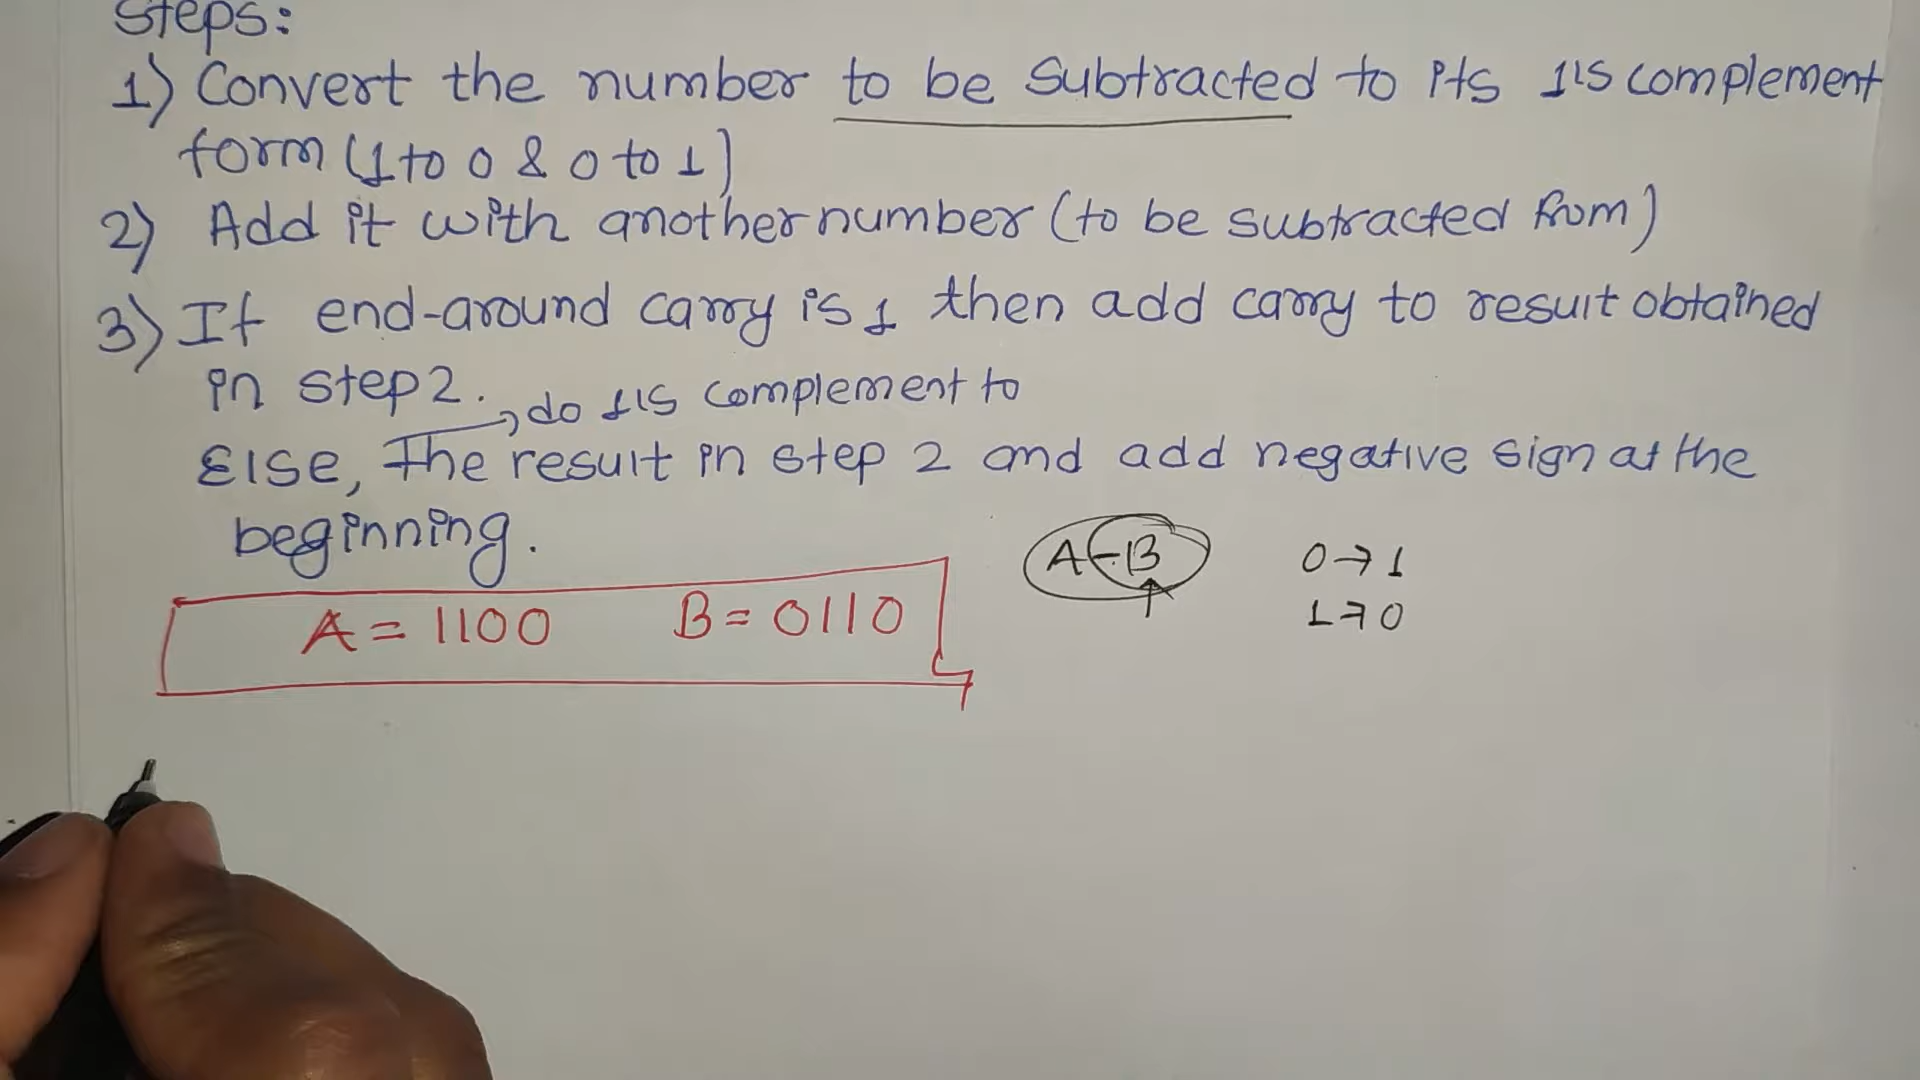 Steps:
1) Convert the number to be subtracted to its 1's complement
form (1 to 0 & 0 to 1)
2) Add it with another number (to be subtracted from)
3) If end-around carry is 1 then add carry to result obtained
in step 2.
do 1's complement to
Else, The result in step 2 and add negative sign at the
beginning.
A-B
0→1
1→0
A = 1100 B = 0110